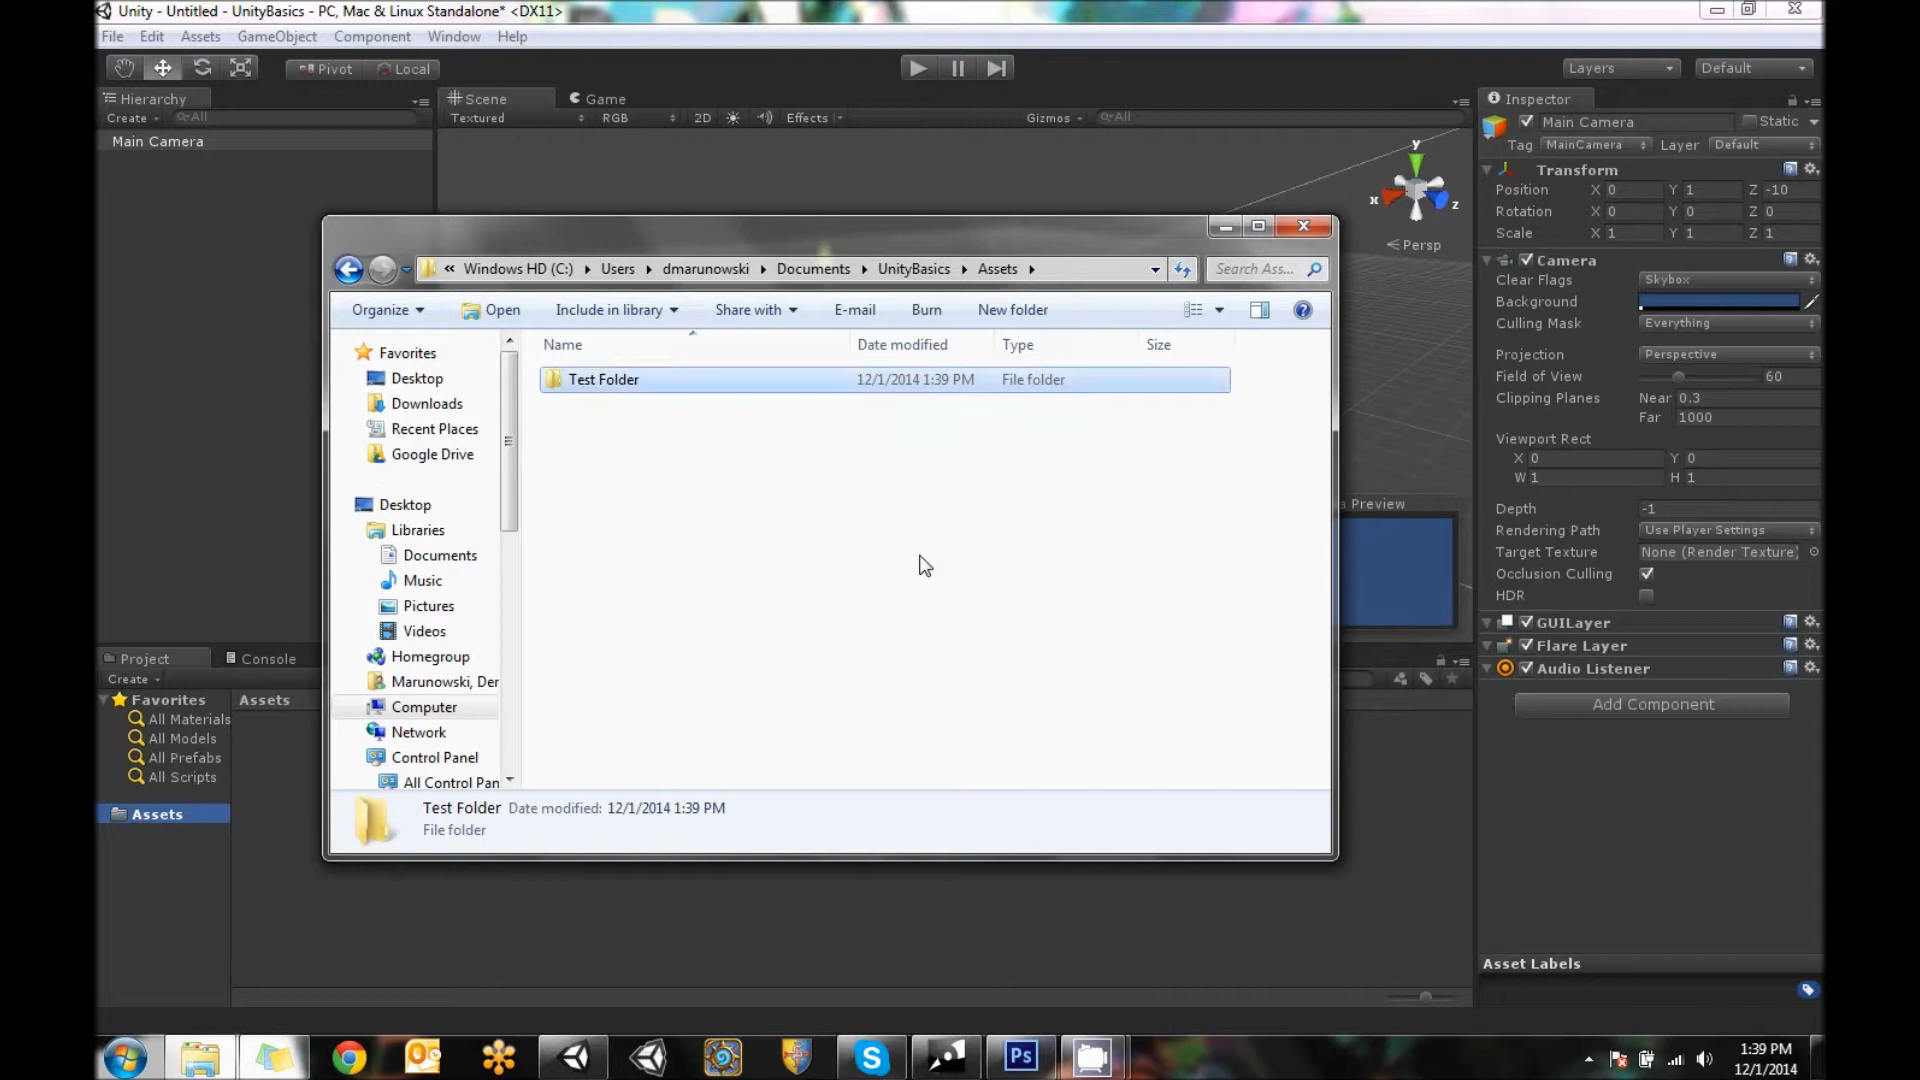 Unity - Untitled - UnityBasics - PC, Mac & Linux Standalone* <DX11>
File Edit Assets GameObject Component Window Help
Pivot Local Layers Default
Hierarchy
Create All
Main Camera
Scene Game
Textured RGB 2D Effects Gizmos All
y
x z
Persp
Inspector
Main Camera Static
Tag MainCamera Layer Default
Transform
Position X 0 Y 1 Z -10
Rotation X 0 Y 0 Z 0
Scale X 1 Y 1 Z 1
Camera
Clear Flags Skybox
Background
Culling Mask Everything
Projection Perspective
Field of View 60
Clipping Planes Near 0.3
Far 1000
Viewport Rect
X 0 Y 0
W 1 H 1
Depth -1
Rendering Path Use Player Settings
Target Texture None (Render Texture)
Occlusion Culling
HDR
GUILayer
Flare Layer
Audio Listener
Add Component
Asset Labels
« Windows HD (C:) Users dmarunowski Documents UnityBasics Assets Search Ass...
Organize Open Include in library Share with E-mail Burn New folder
Name Date modified Type Size
Test Folder 12/1/2014 1:39 PM File folder
Favorites
Desktop
Downloads
Recent Places
Google Drive
Desktop
Libraries
Documents
Music
Pictures
Videos
Homegroup
Marunowski, Der
Computer
Network
Control Panel
All Control Pan
Test Folder Date modified: 12/1/2014 1:39 PM
File folder
a Preview
Project Console
Create
Favorites
All Materials
All Models
All Prefabs
All Scripts
Assets
Assets
Ps
1:39 PM
12/1/2014